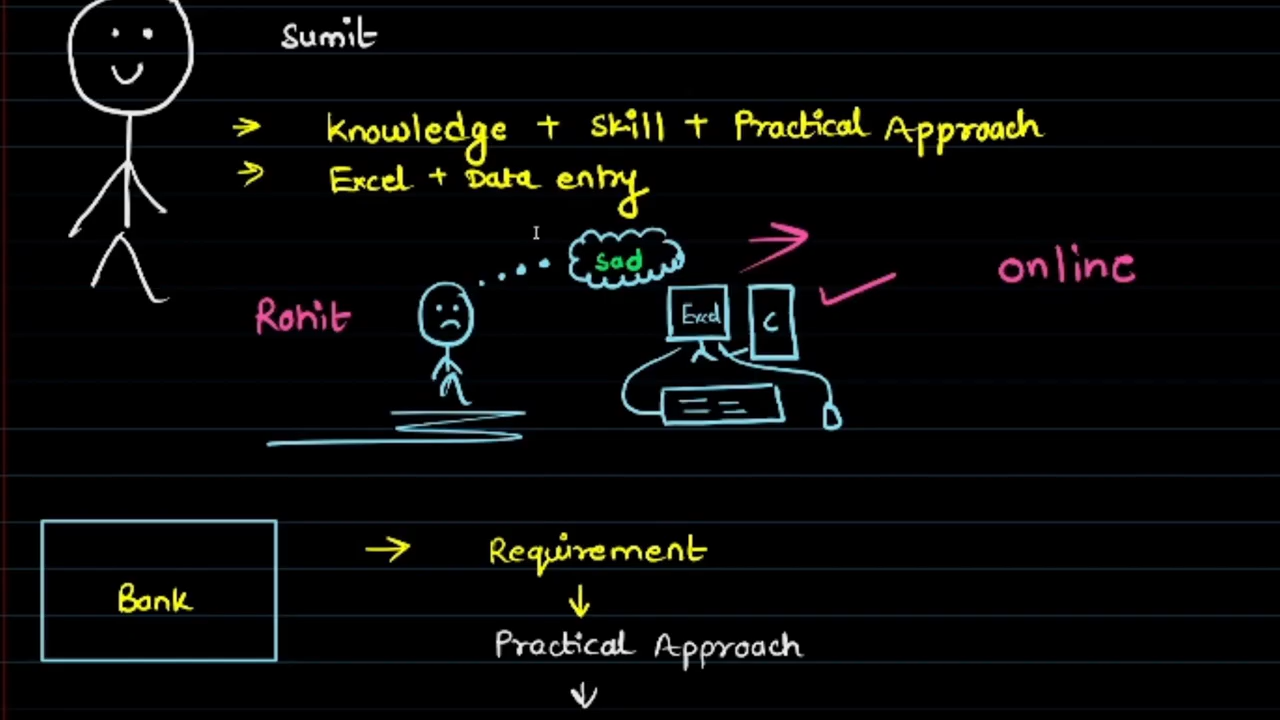 Sumit
→ Knowledge + Skill + Practical Approach
→ Excel + Data entry
sad
online
Rohit
Excel
C
Bank
→ Requirement
↓
Practical Approach
↓